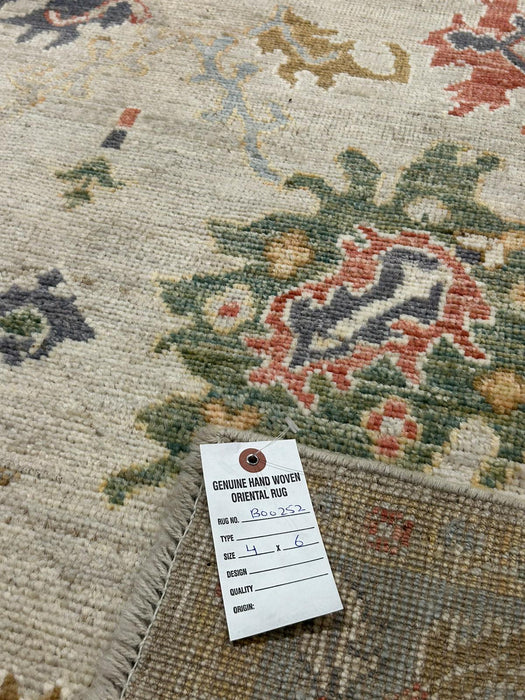 GENUINE HAND WOVEN
ORIENTAL RUG
RUG NO. B00252
TYPE
SIZE 4 X 6
DESIGN
QUALITY
ORIGIN: